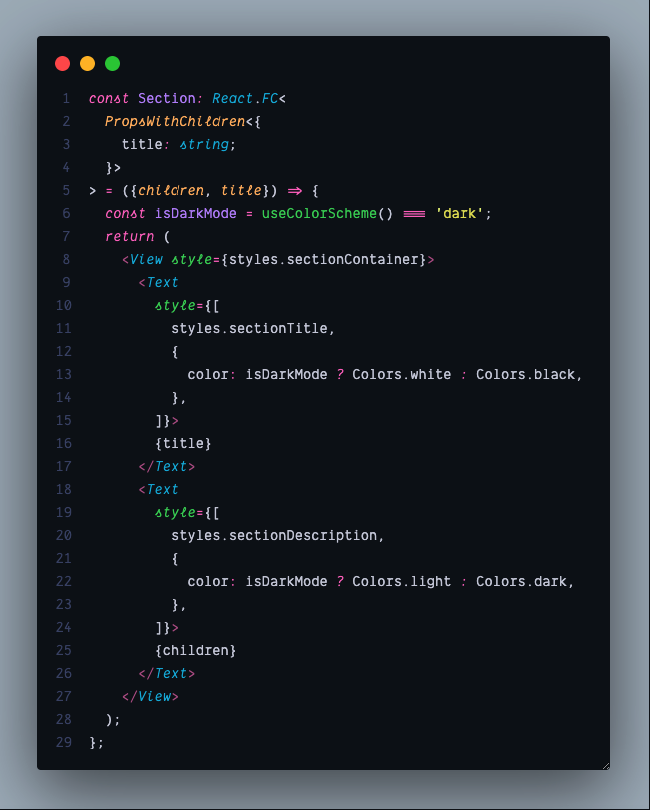 1 const Section: React.FC<
2   PropsWithChildren<{
3     title: string;
4   }>
5 > = ({children, title}) => {
6   const isDarkMode = useColorScheme() === 'dark';
7   return (
8     <View style={styles.sectionContainer}>
9       <Text
10         style={[
11           styles.sectionTitle,
12           {
13             color: isDarkMode ? Colors.white : Colors.black,
14           },
15         ]}>
16         {title}
17       </Text>
18       <Text
19         style={[
20           styles.sectionDescription,
21           {
22             color: isDarkMode ? Colors.light : Colors.dark,
23           },
24         ]}>
25         {children}
26       </Text>
27     </View>
28   );
29 };